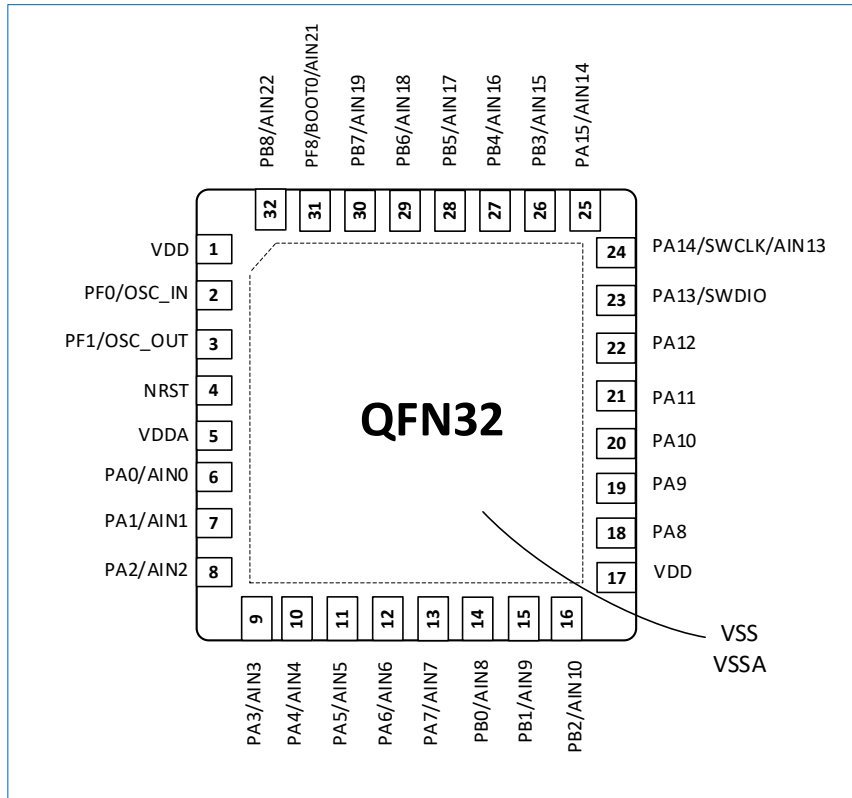 PB8/AIN22
PF8/BOOT0/AIN21
PB7/AIN19
PB6/AIN18
PB5/AIN17
PB4/AIN16
PB3/AIN15
PA15/AIN14
32
31
30
29
28
27
26
25
VDD 1
PF0/OSC_IN 2
PF1/OSC_OUT 3
NRST 4
VDDA 5
PA0/AIN0 6
PA1/AIN1 7
PA2/AIN2 8
QFN32
24 PA14/SWCLK/AIN13
23 PA13/SWDIO
22 PA12
21 PA11
20 PA10
19 PA9
18 PA8
17 VDD
9
10
11
12
13
14
15
16
PA3/AIN3
PA4/AIN4
PA5/AIN5
PA6/AIN6
PA7/AIN7
PB0/AIN8
PB1/AIN9
PB2/AIN10
VSS
VSSA